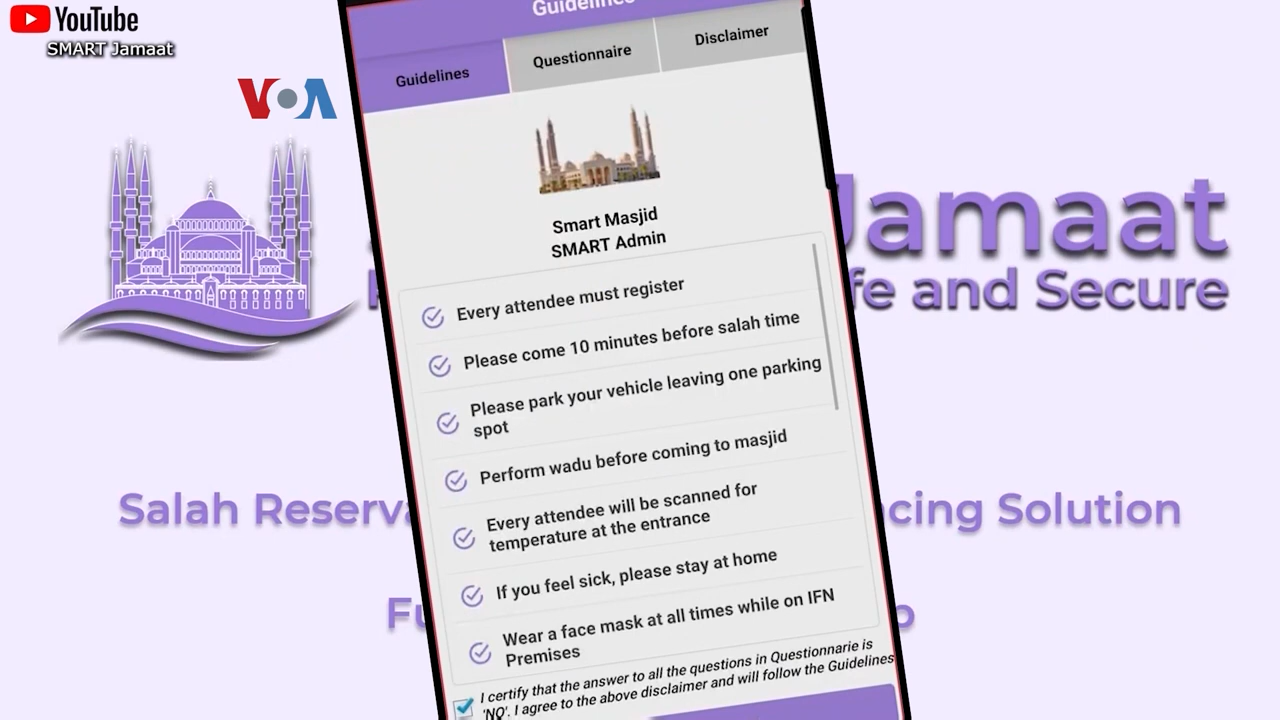 YouTube
SMART Jamaat
VOA
Guidelines
Guidelines
Questionnaire
Disclaimer
Smart Masjid
SMART Admin
Jamaat
and Secure
Every attendee must register
Please come 10 minutes before salah time
Please park your vehicle leaving one parking
spot
Perform wadu before coming to masjid
Every attendee will be scanned for
temperature at the entrance
If you feel sick, please stay at home
Wear a face mask at all times while on IFN
Premises
I certify that the answer to all the questions in Questionnarie is
'NO'. I agree to the above disclaimer and will follow the Guidelines
Salah
Solution